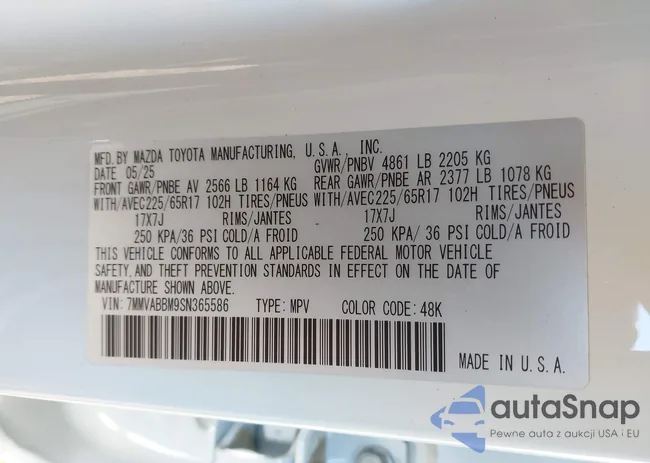 MFD. BY MAZDA TOYOTA MANUFACTURING, U.S.A., INC.
DATE 05/25 GVWR/PNBV 4861 LB 2205 KG
FRONT GAWR/PNBE AV 2566 LB 1164 KG REAR GAWR/PNBE AR 2377 LB 1078 KG
WITH/AVEC225/65R17 102H TIRES/PNEUS WITH/AVEC225/65R17 102H TIRES/PNEUS
17X7J RIMS/JANTES 17X7J RIMS/JANTES
250 KPA/36 PSI COLD/A FROID 250 KPA/ 36 PSI COLD/A FROID
THIS VEHICLE CONFORMS TO ALL APPLICABLE FEDERAL MOTOR VEHICLE
SAFETY, AND THEFT PREVENTION STANDARDS IN EFFECT ON THE DATE OF
MANUFACTURE SHOWN ABOVE.
VIN: 7MMVABBM9SN365586 TYPE: MPV COLOR CODE: 48K
MADE IN U.S.A.
autaSnap
Pewne auta z aukcji USA i EU